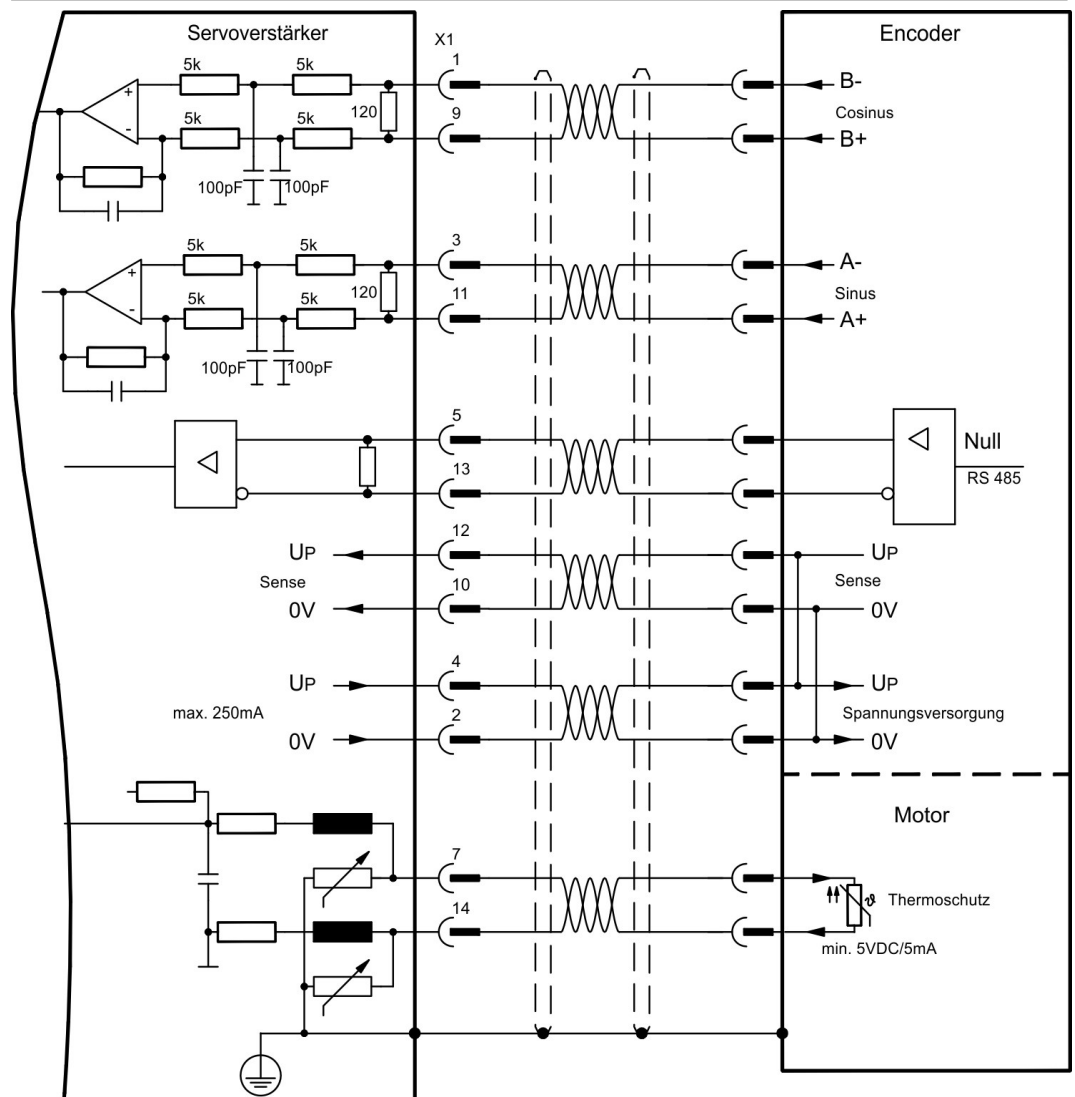 Servoverstärker
X1
Encoder
5k
5k
1
B-
+
120
Cosinus
-
5k
5k
9
B+
100pF
100pF
5k
5k
3
A-
+
120
Sinus
-
5k
5k
11
A+
100pF
100pF
5
Null
13
RS 485
UP
12
UP
Sense
Sense
0V
10
0V
UP
4
UP
max. 250mA
Spannungsversorgung
0V
2
0V
Motor
7
ϑ
Thermoschutz
14
min. 5VDC/5mA